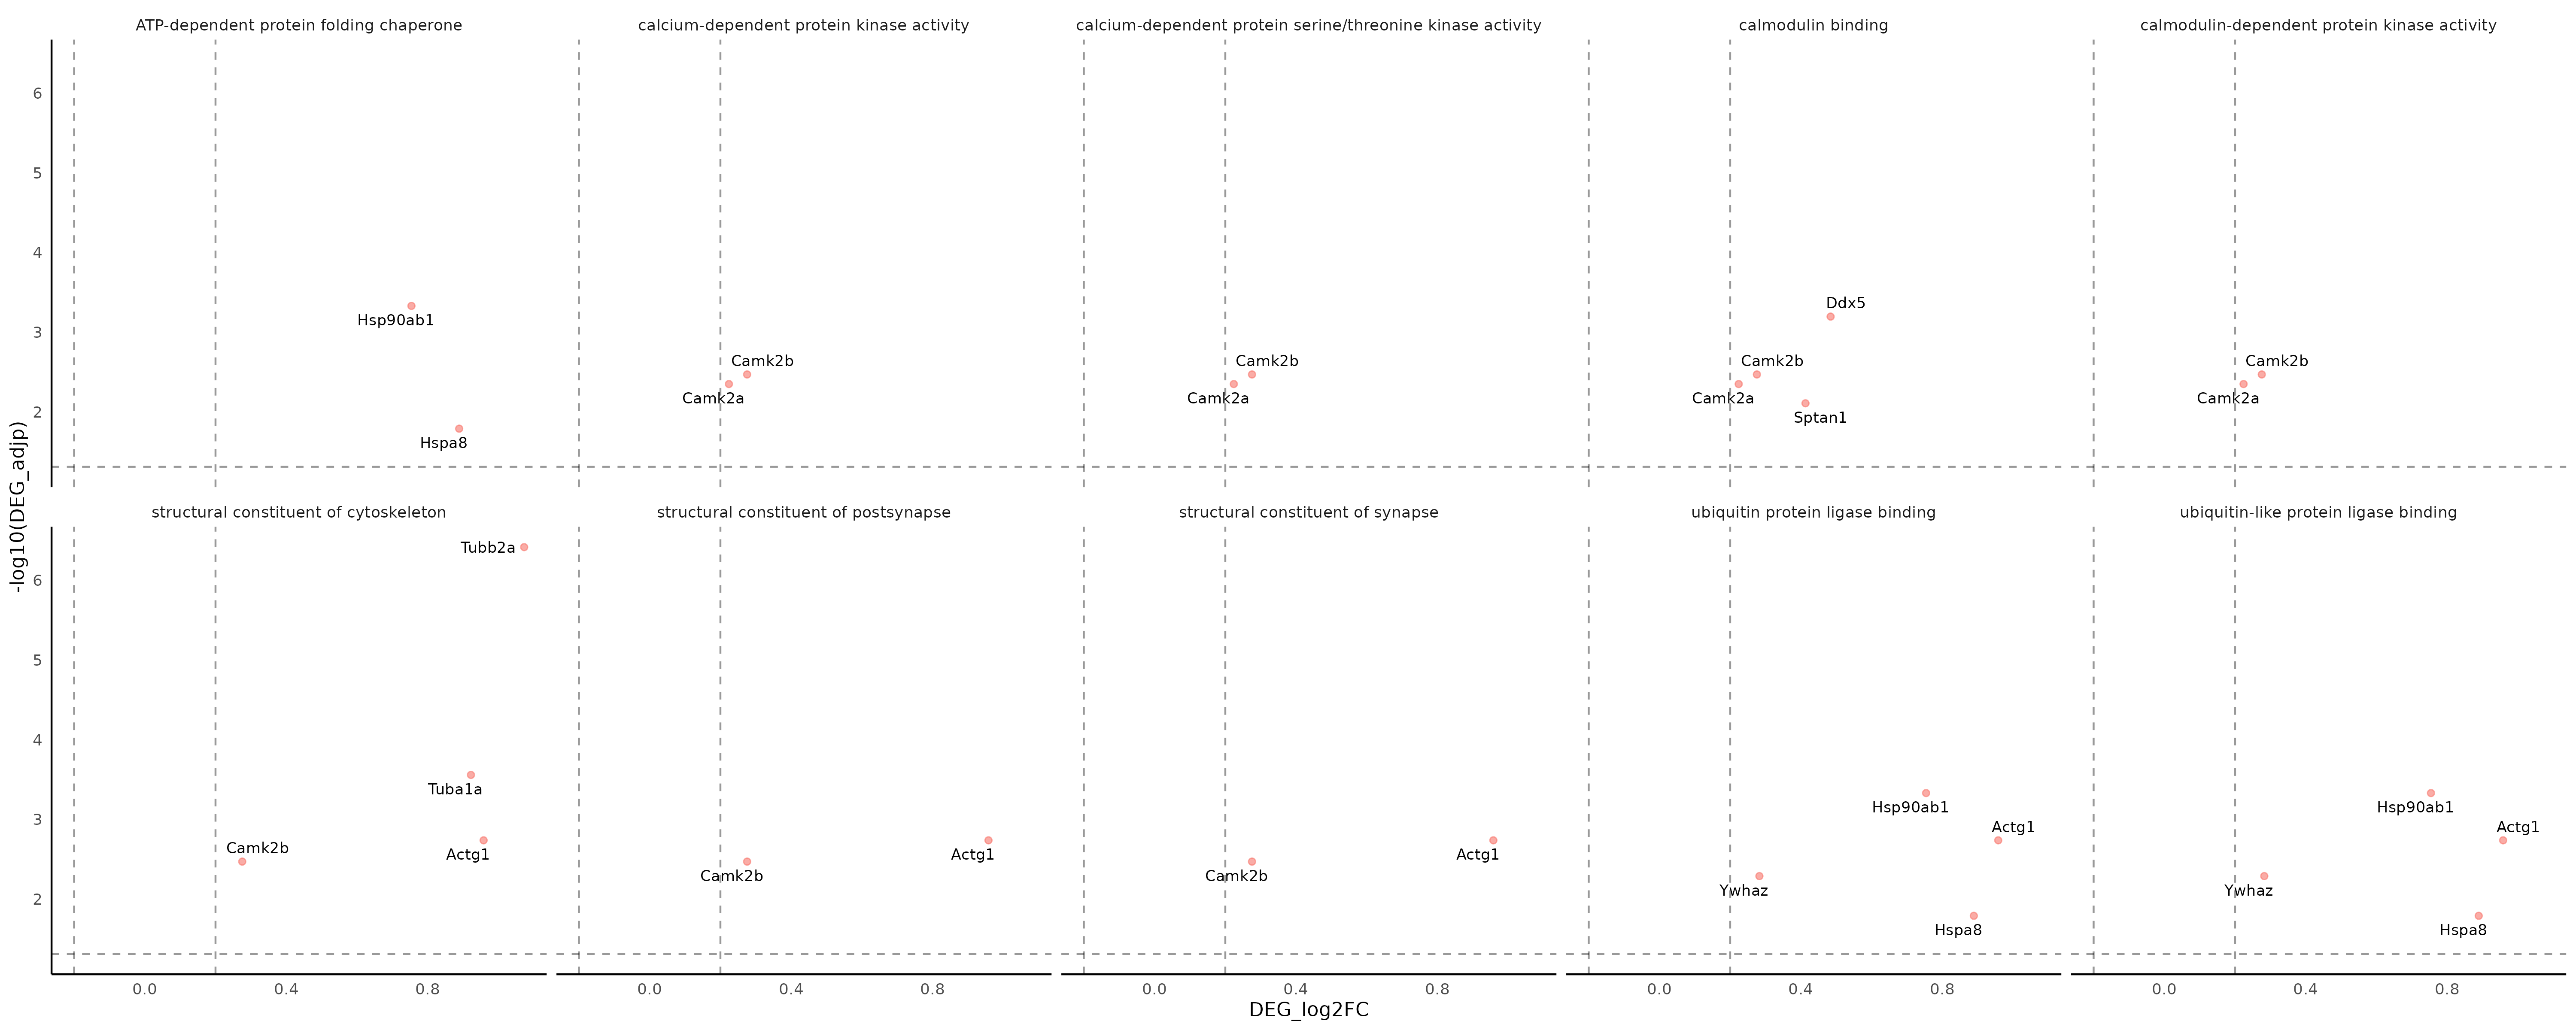 ATP-dependent protein folding chaperone
calcium-dependent protein kinase activity
calcium-dependent protein serine/threonine kinase activity
calmodulin binding
calmodulin-dependent protein kinase activity
6
5
4
3
2
Hsp90ab1
Hspa8
Camk2b
Camk2a
Camk2b
Camk2a
Ddx5
Camk2b
Camk2a
Sptan1
Camk2b
Camk2a
-log10(DEG_adjp)
structural constituent of cytoskeleton
structural constituent of postsynapse
structural constituent of synapse
ubiquitin protein ligase binding
ubiquitin-like protein ligase binding
6
5
4
3
2
Tubb2a
Tuba1a
Camk2b
Actg1
Camk2b
Actg1
Camk2b
Actg1
Hsp90ab1
Actg1
Ywhaz
Hspa8
Hsp90ab1
Actg1
Ywhaz
Hspa8
0.0 0.4 0.8
0.0 0.4 0.8
0.0 0.4 0.8
0.0 0.4 0.8
0.0 0.4 0.8
DEG_log2FC